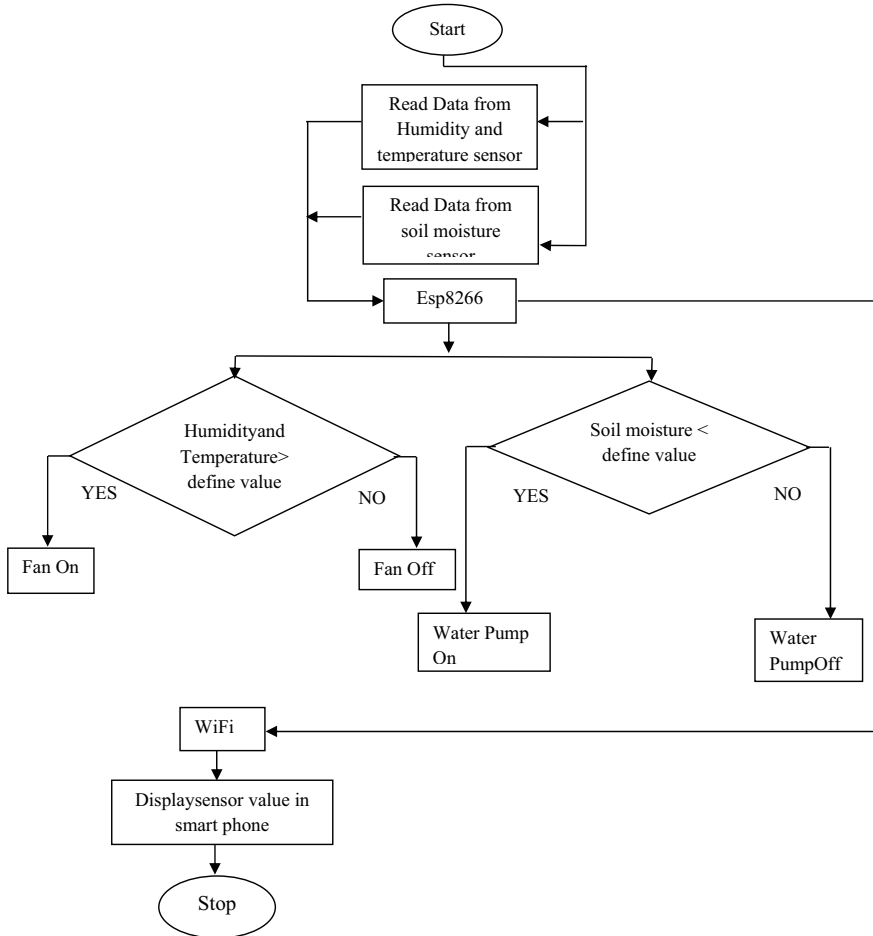 Start
Read Data from
Humidity and
temperature sensor
Read Data from
soil moisture
sensor
Esp8266
Humidityand
Temperature>
define value
YES
NO
Soil moisture <
define value
YES
NO
Fan On
Fan Off
Water Pump
On
Water
PumpOff
WiFi
Displaysensor value in
smart phone
Stop